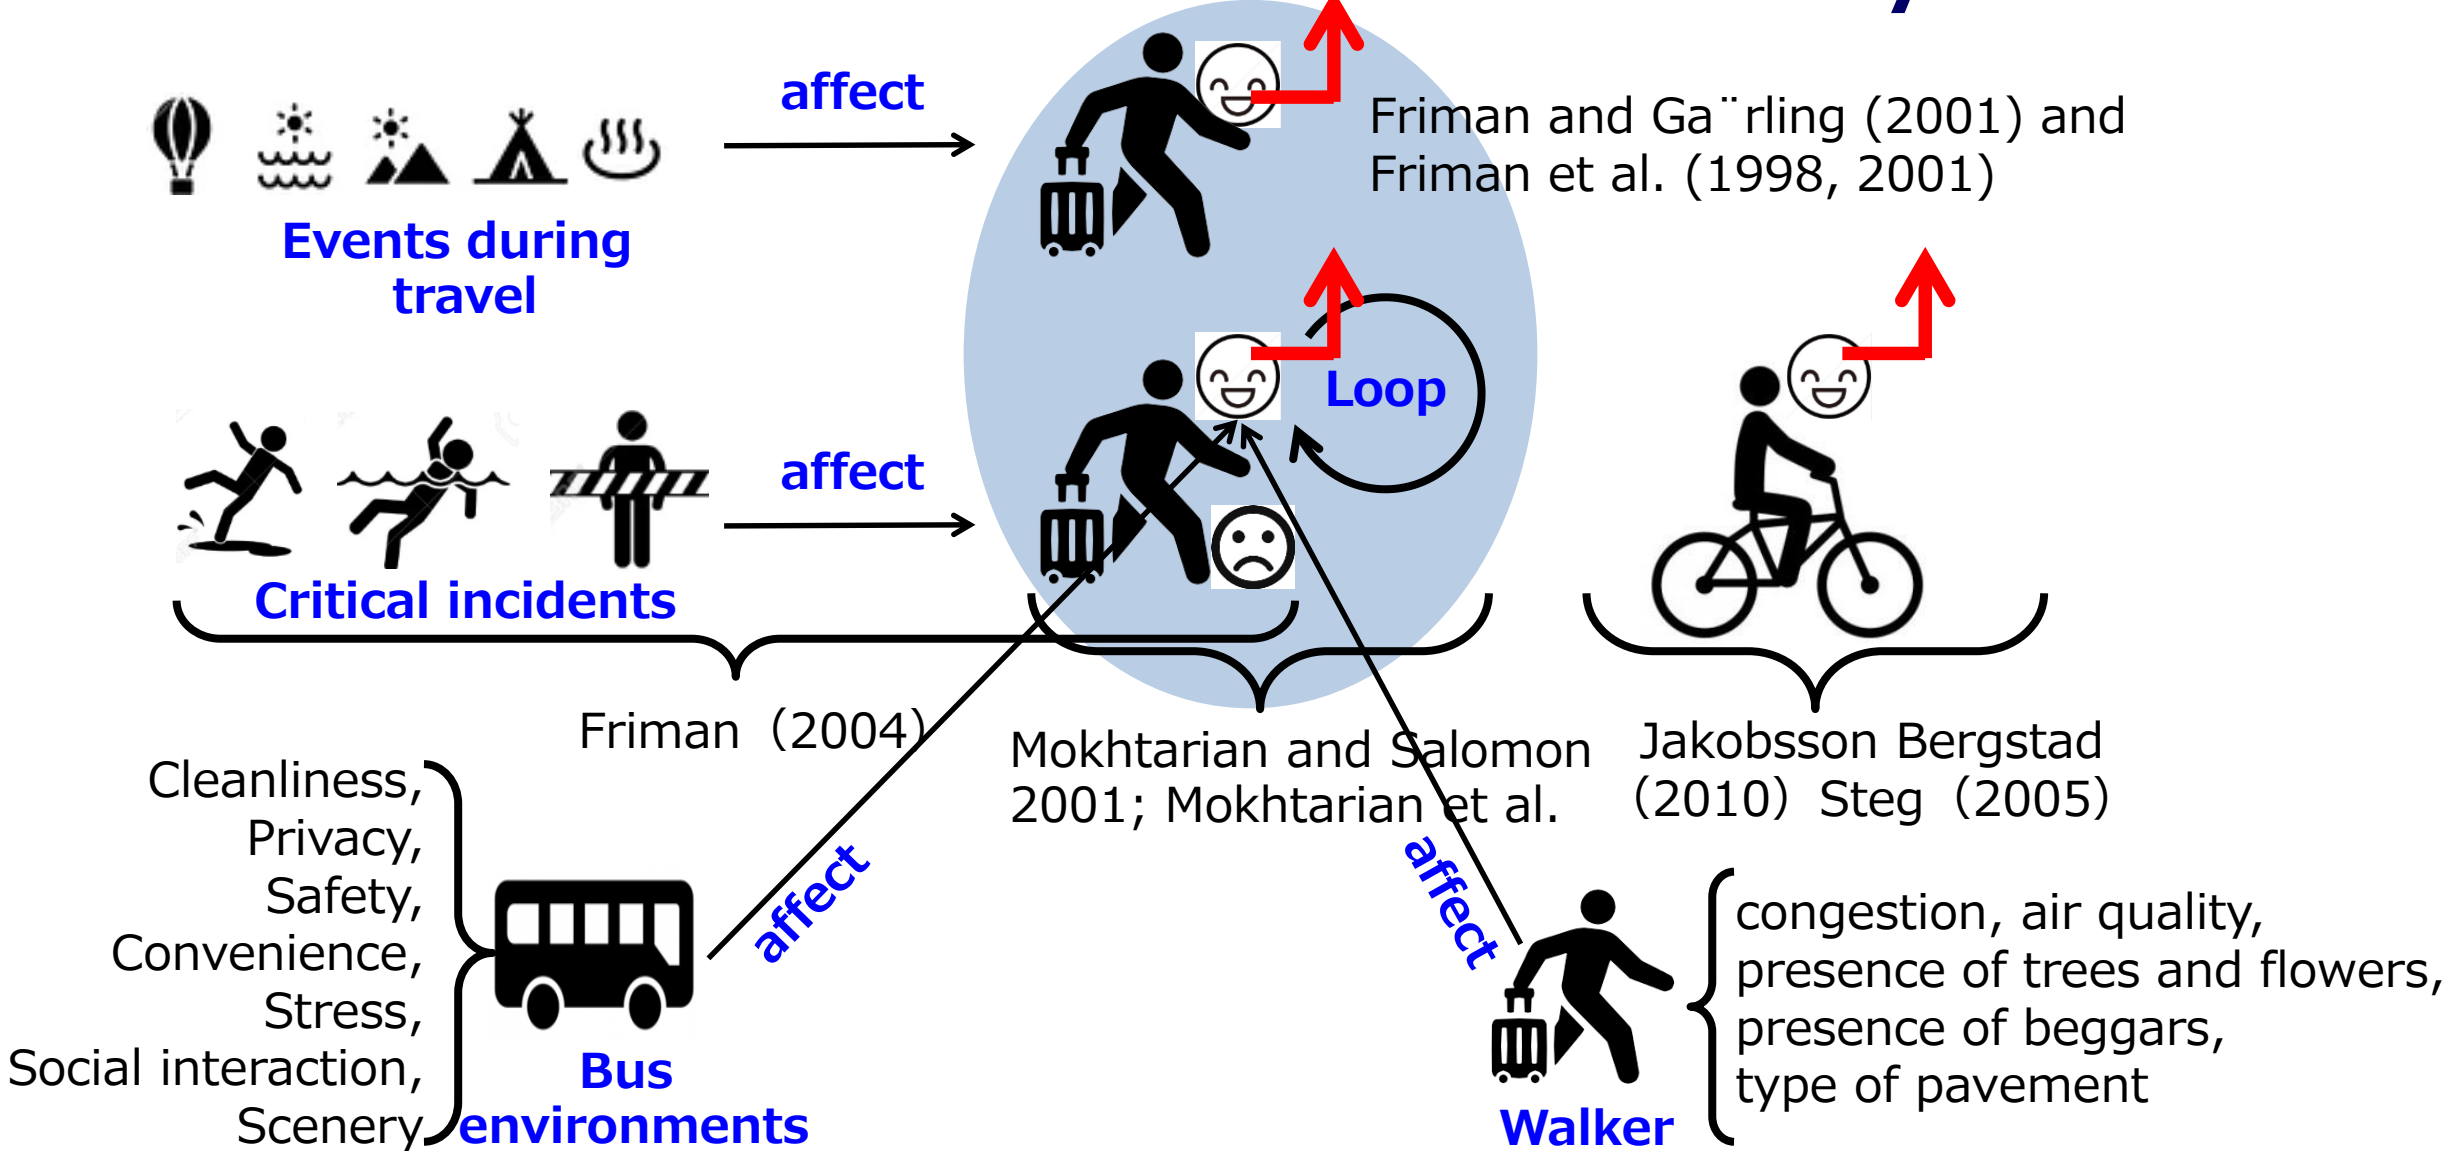 affect
Friman and Ga¨rling (2001) and
Friman et al. (1998, 2001)
Events during
travel
Loop
affect
Critical incidents
Friman（2004）
Mokhtarian and Salomon
2001; Mokhtarian et al.
Jakobsson Bergstad
（2010）Steg（2005）
Cleanliness,
Privacy,
Safety,
Convenience,
Stress,
Social interaction,
Scenery
affect
affect
Bus
environments
Walker
congestion, air quality,
presence of trees and flowers,
presence of beggars,
type of pavement